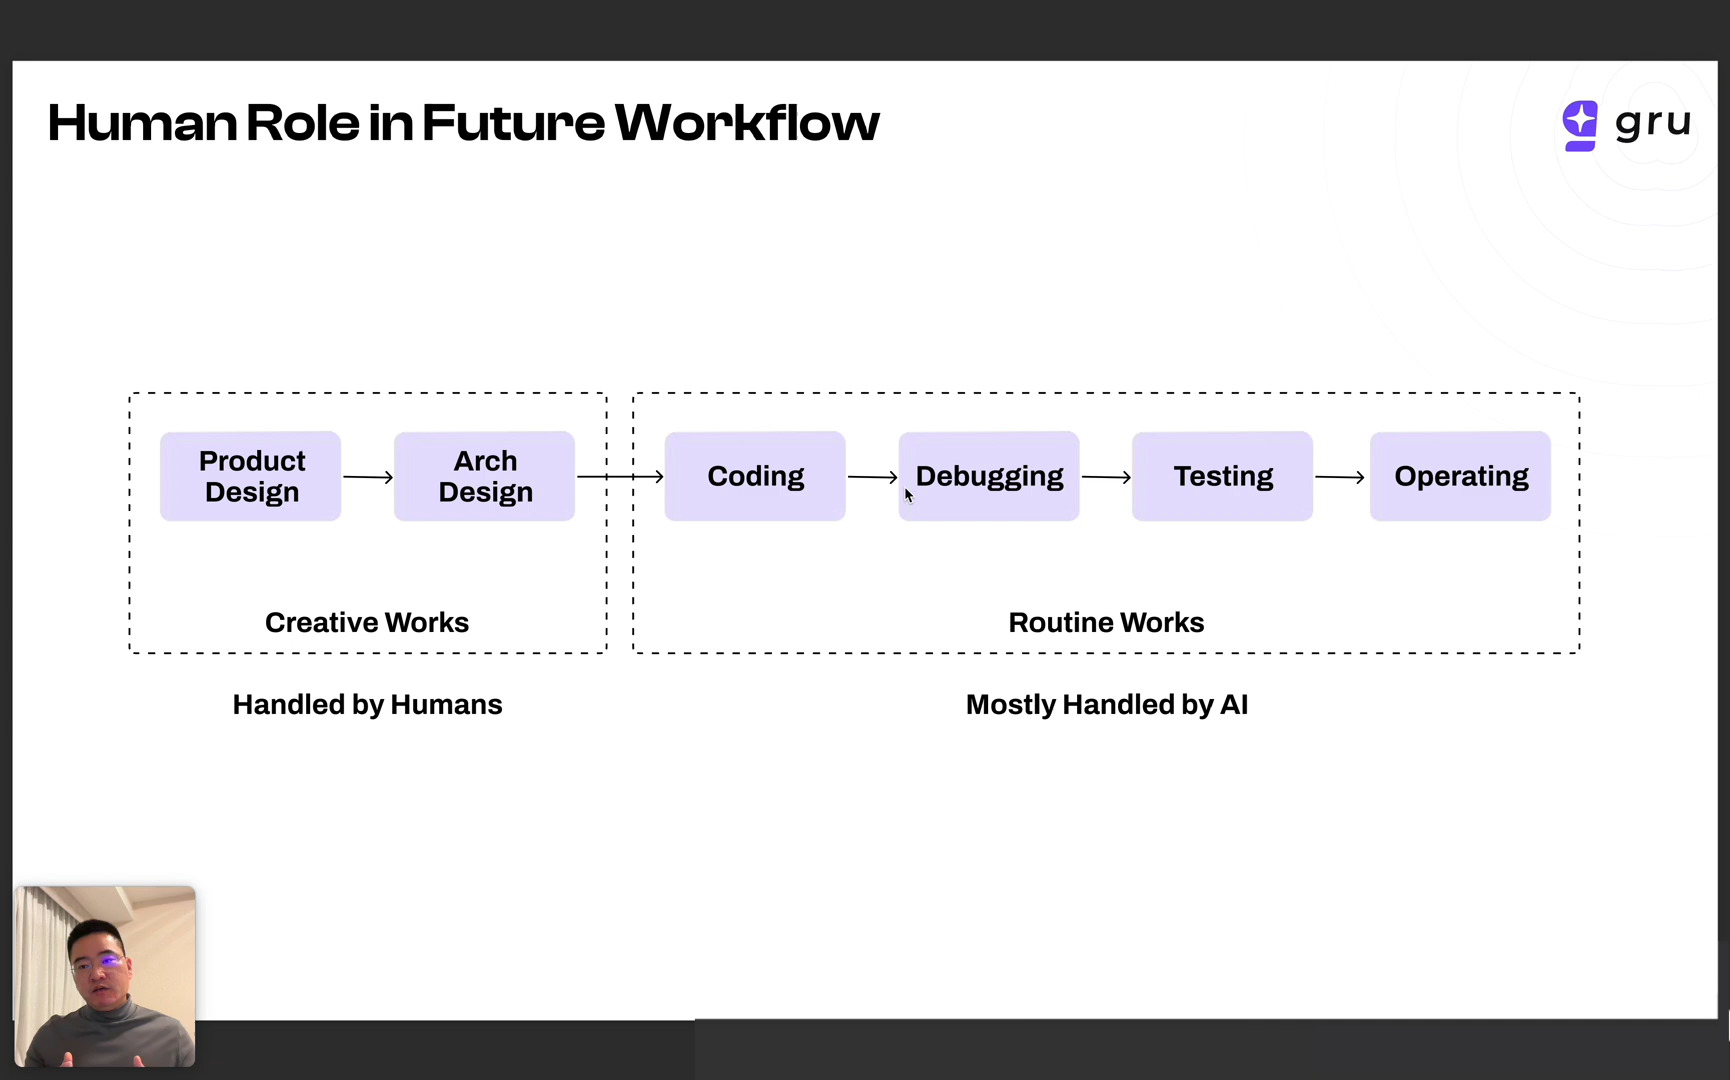 Human Role in Future Workflow
gru
Product
Design
Arch
Design
Coding
Debugging
Testing
Operating
Creative Works
Routine Works
Handled by Humans
Mostly Handled by AI